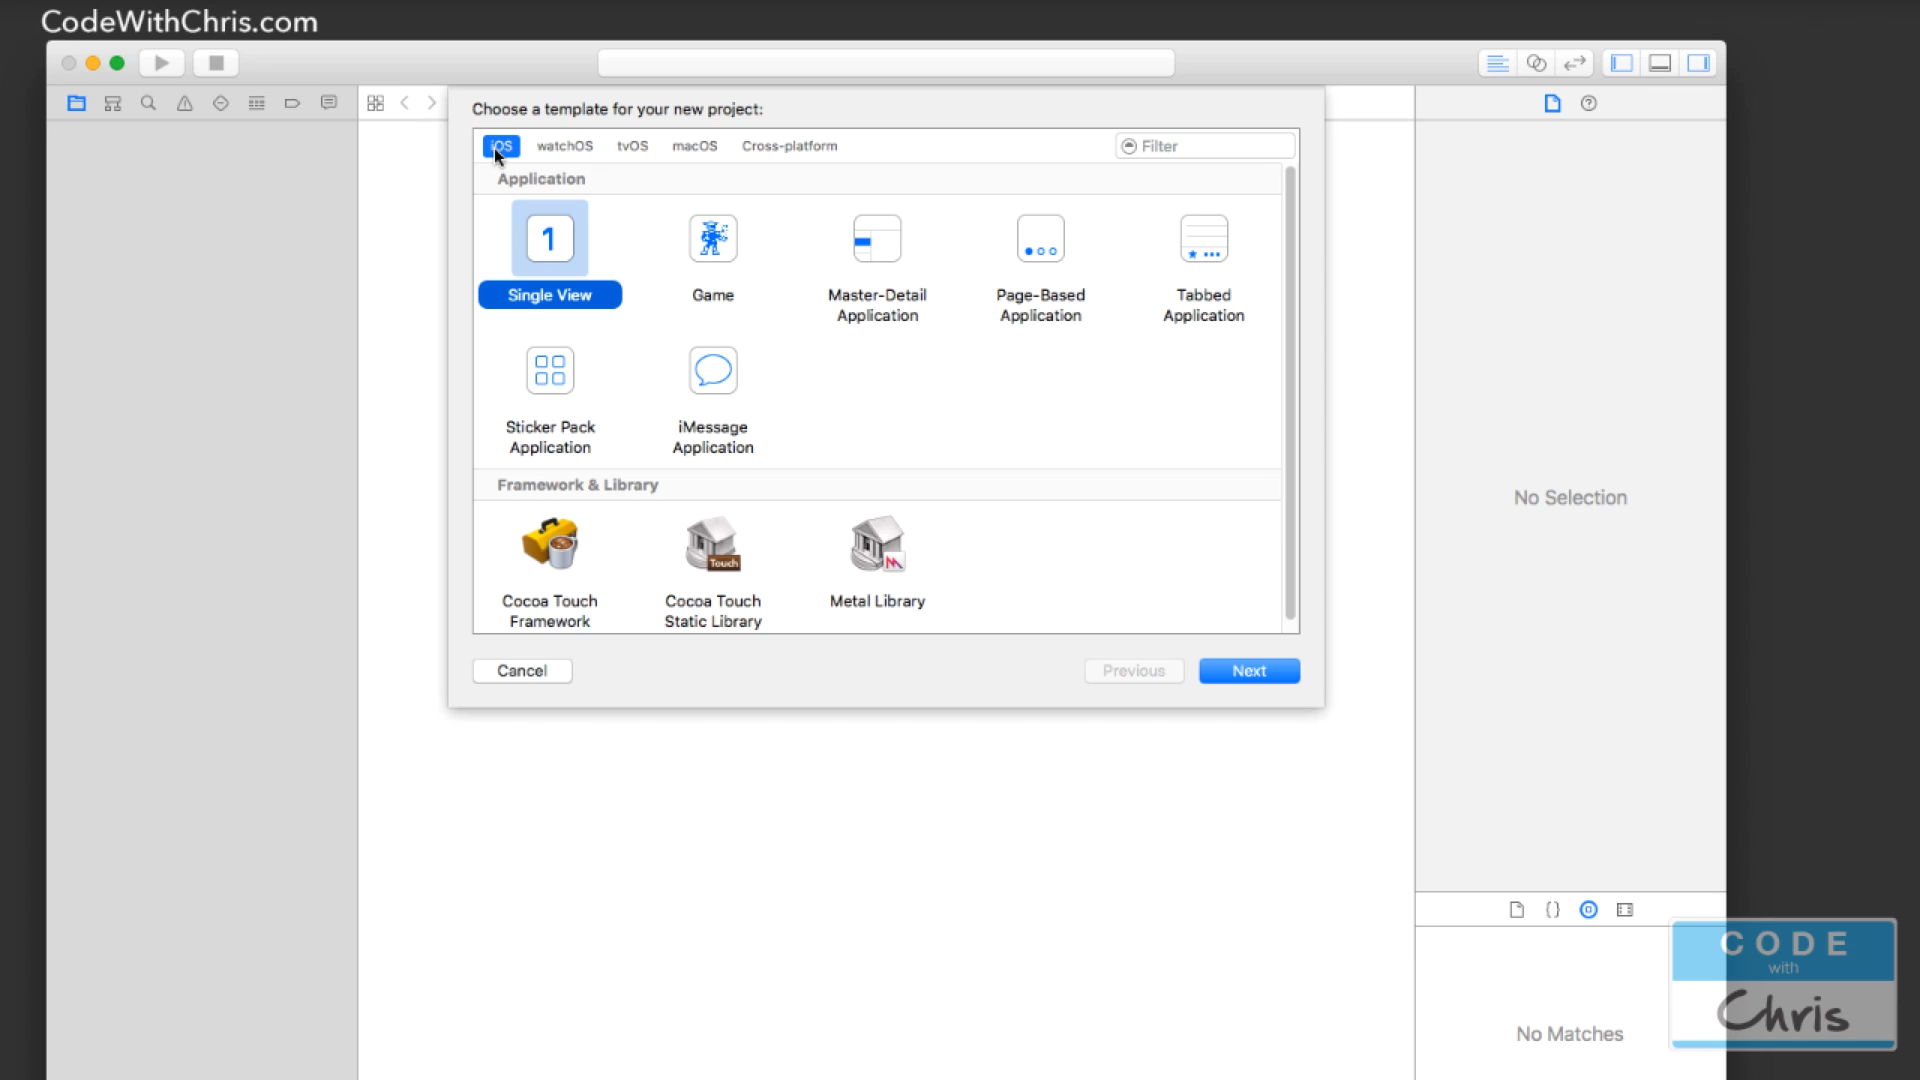 CodeWithChris.com
Choose a template for your new project:
iOS watchOS tvOS macOS Cross-platform Filter
Application
1
Single View
Game
Master-Detail
Application
Page-Based
Application
Tabbed
Application
Sticker Pack
Application
iMessage
Application
Framework & Library
Cocoa Touch
Framework
Touch
Cocoa Touch
Static Library
Metal Library
Cancel
Previous
Next
No Selection
No Matches
CODE
with
Chris